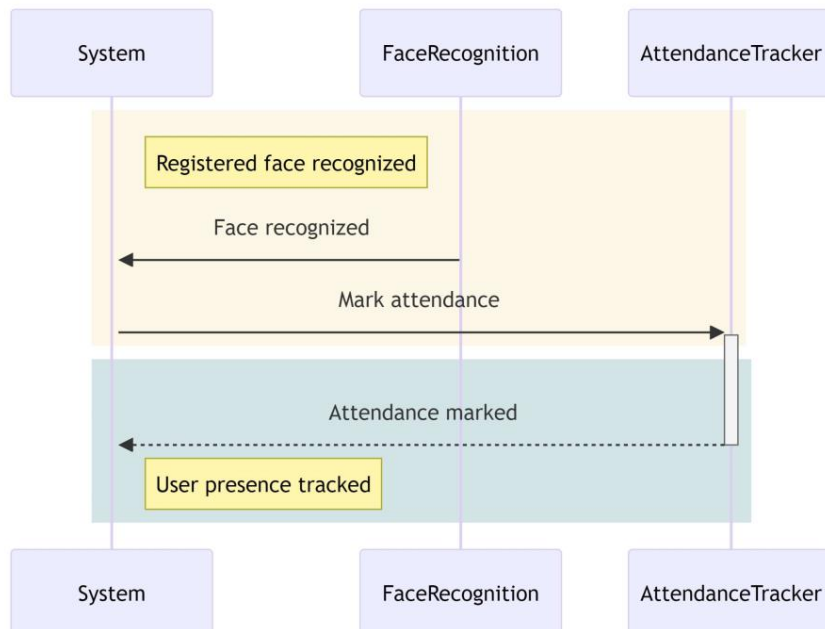 System
FaceRecognition
AttendanceTracker
Registered face recognized
Face recognized
Mark attendance
Attendance marked
User presence tracked
System
FaceRecognition
AttendanceTracker